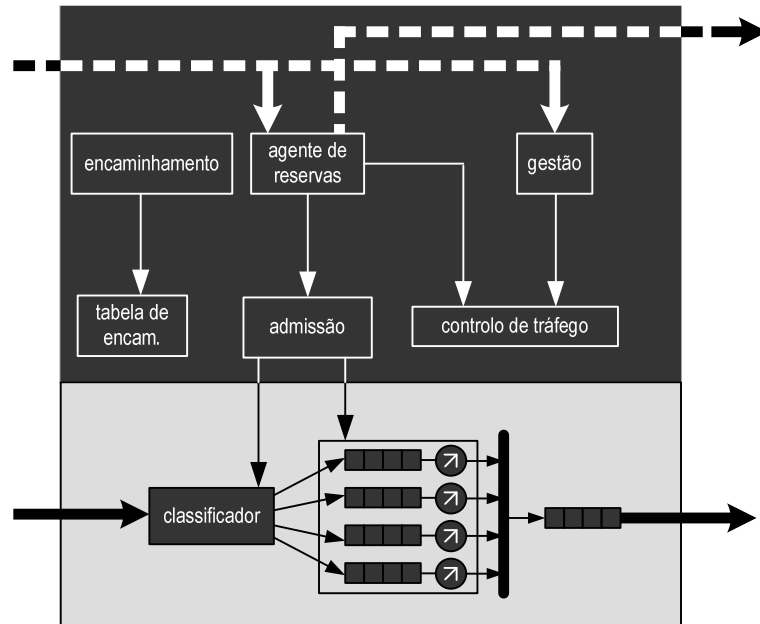 encaminhamento
agente de
reservas
gestão
tabela de
encam.
admissão
controlo de tráfego
classificador